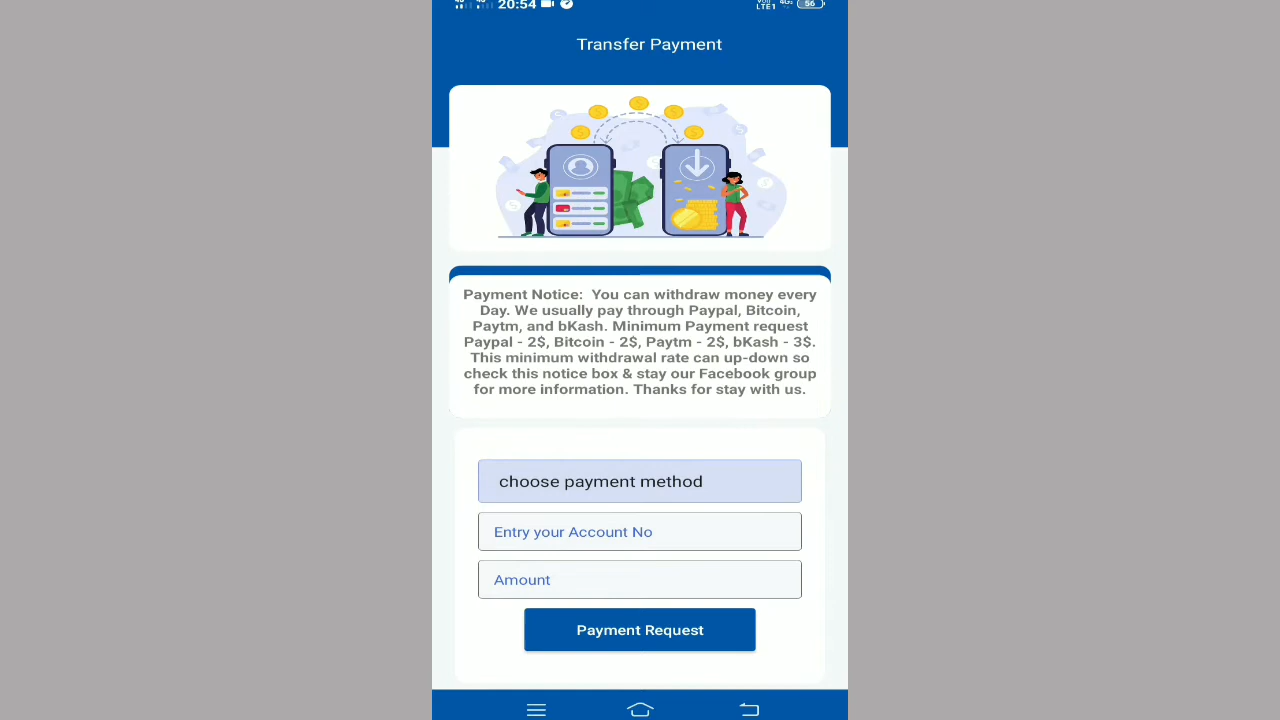 20:54
LTE1
56
Transfer Payment
Payment Notice:  You can withdraw money every
Day. We usually pay through Paypal, Bitcoin,
Paytm, and bKash. Minimum Payment request
Paypal - 2$, Bitcoin - 2$, Paytm - 2$, bKash - 3$.
This minimum withdrawal rate can up-down so
check this notice box & stay our Facebook group
for more information. Thanks for stay with us.
choose payment method
Entry your Account No
Amount
Payment Request